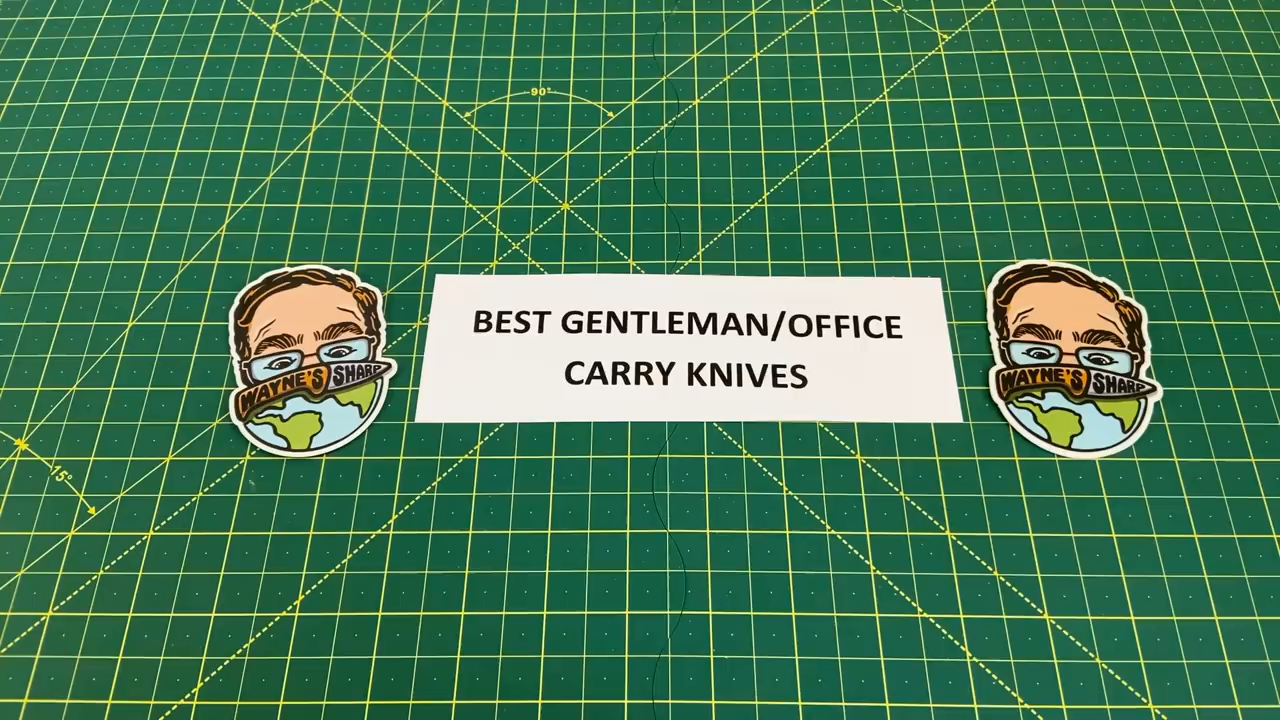 90°
BEST GENTLEMAN/OFFICE
CARRY KNIVES
WAYNE'S SHARP
WAYNE'S SHARP
15°